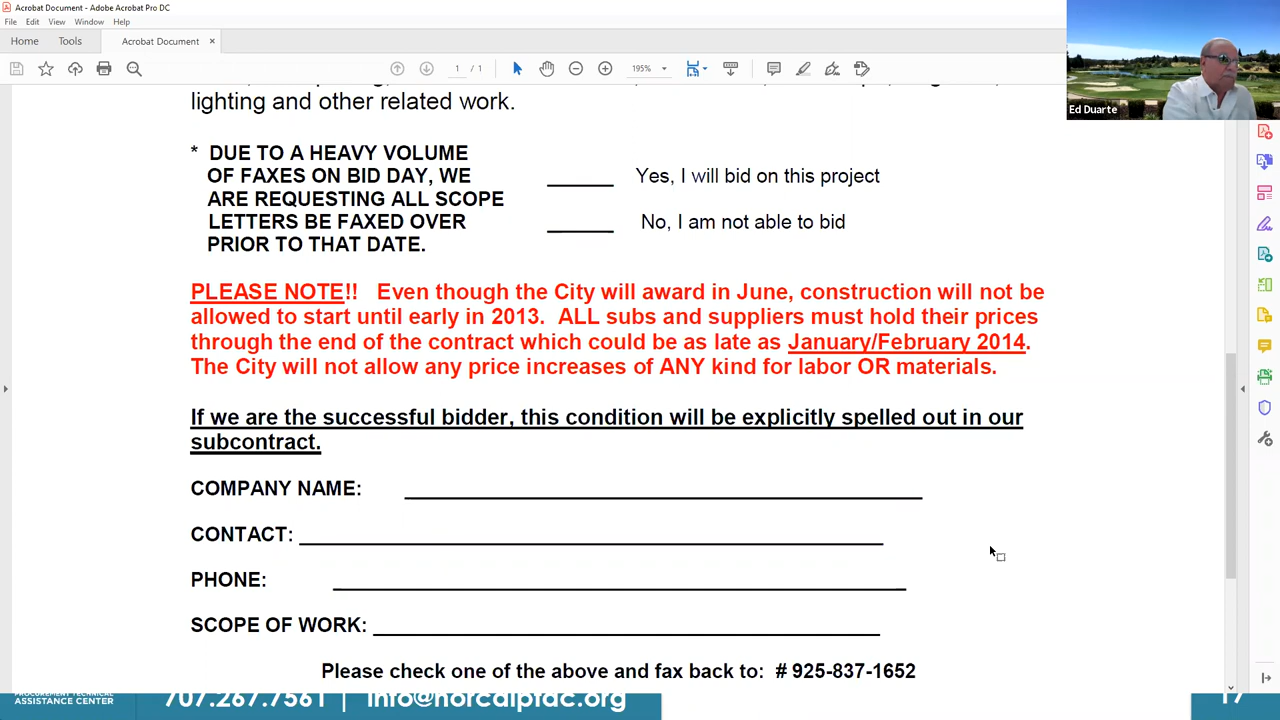 Acrobat Document - Adobe Acrobat Pro DC
File Edit View Window Help
Home Tools Acrobat Document ×
1 / 1 195%
Ed Duarte
lighting and other related work.
* DUE TO A HEAVY VOLUME
OF FAXES ON BID DAY, WE
ARE REQUESTING ALL SCOPE
LETTERS BE FAXED OVER
PRIOR TO THAT DATE.
Yes, I will bid on this project
No, I am not able to bid
PLEASE NOTE!! Even though the City will award in June, construction will not be
allowed to start until early in 2013. ALL subs and suppliers must hold their prices
through the end of the contract which could be as late as January/February 2014.
The City will not allow any price increases of ANY kind for labor OR materials.
If we are the successful bidder, this condition will be explicitly spelled out in our
subcontract.
COMPANY NAME:
CONTACT:
PHONE:
SCOPE OF WORK:
Please check one of the above and fax back to: # 925-837-1652
PROCUREMENT TECHNICAL
ASSISTANCE CENTER
707.267.7561 | info@norcalptac.org
17